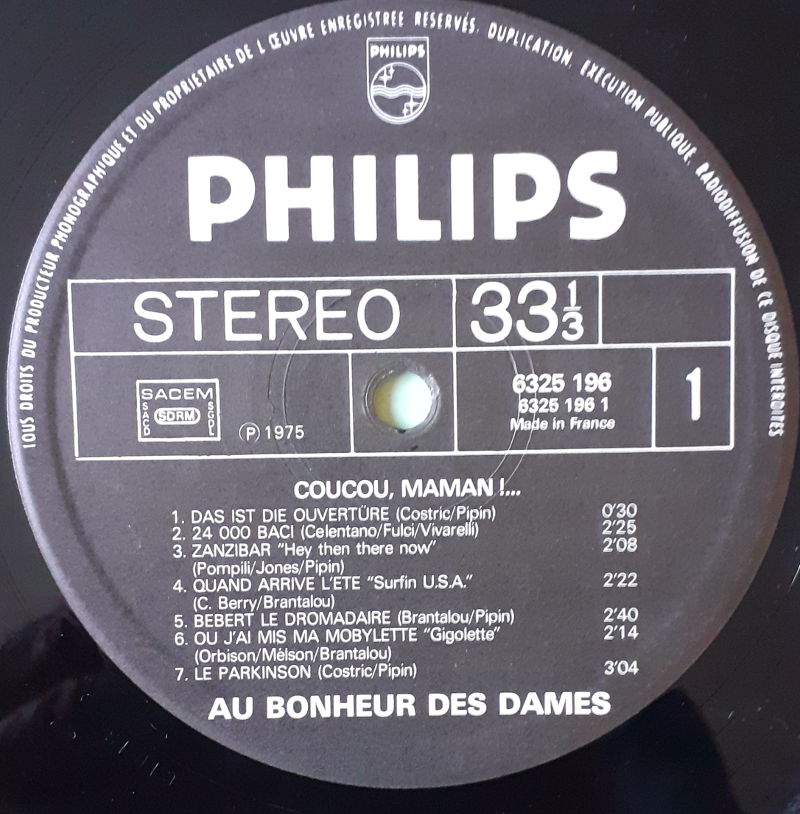 TOUS DROITS DU PRODUCTEUR PHONOGRAPHIQUE ET DU PROPRIETAIRE DE L'ŒUVRE ENREGISTREE RESERVÉS. DUPLICATION, EXECUTION PUBLIQUE, RADIODIFFUSION DE CE DISQUE INTERDITES
PHILIPS
PHILIPS
STEREO 33 1/3
SACEM
SACD SDRM SGDL
Ⓟ 1975
6325 196
6325 196 1
Made in France
1
COUCOU, MAMAN !...
1. DAS IST DIE OUVERTÜRE (Costric/Pipin) 0'30
2. 24 000 BACI (Celentano/Fulci/Vivarelli) 2'25
3. ZANZIBAR "Hey then there now" 2'08
(Pompili/Jones/Pipin)
4. QUAND ARRIVE L'ETE "Surfin U.S.A." 2'22
(C. Berry/Brantalou)
5. BEBERT LE DROMADAIRE (Brantalou/Pipin) 2'40
6. OU J'AI MIS MA MOBYLETTE "Gigolette" 2'14
(Orbison/Melson/Brantalou)
7. LE PARKINSON (Costric/Pipin) 3'04
AU BONHEUR DES DAMES